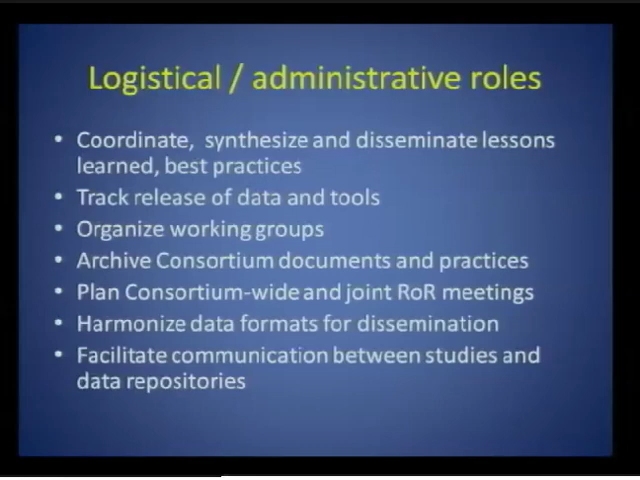 Logistical / administrative roles
• Coordinate, synthesize and disseminate lessons
learned, best practices
• Track release of data and tools
• Organize working groups
• Archive Consortium documents and practices
• Plan Consortium-wide and joint RoR meetings
• Harmonize data formats for dissemination
• Facilitate communication between studies and
data repositories